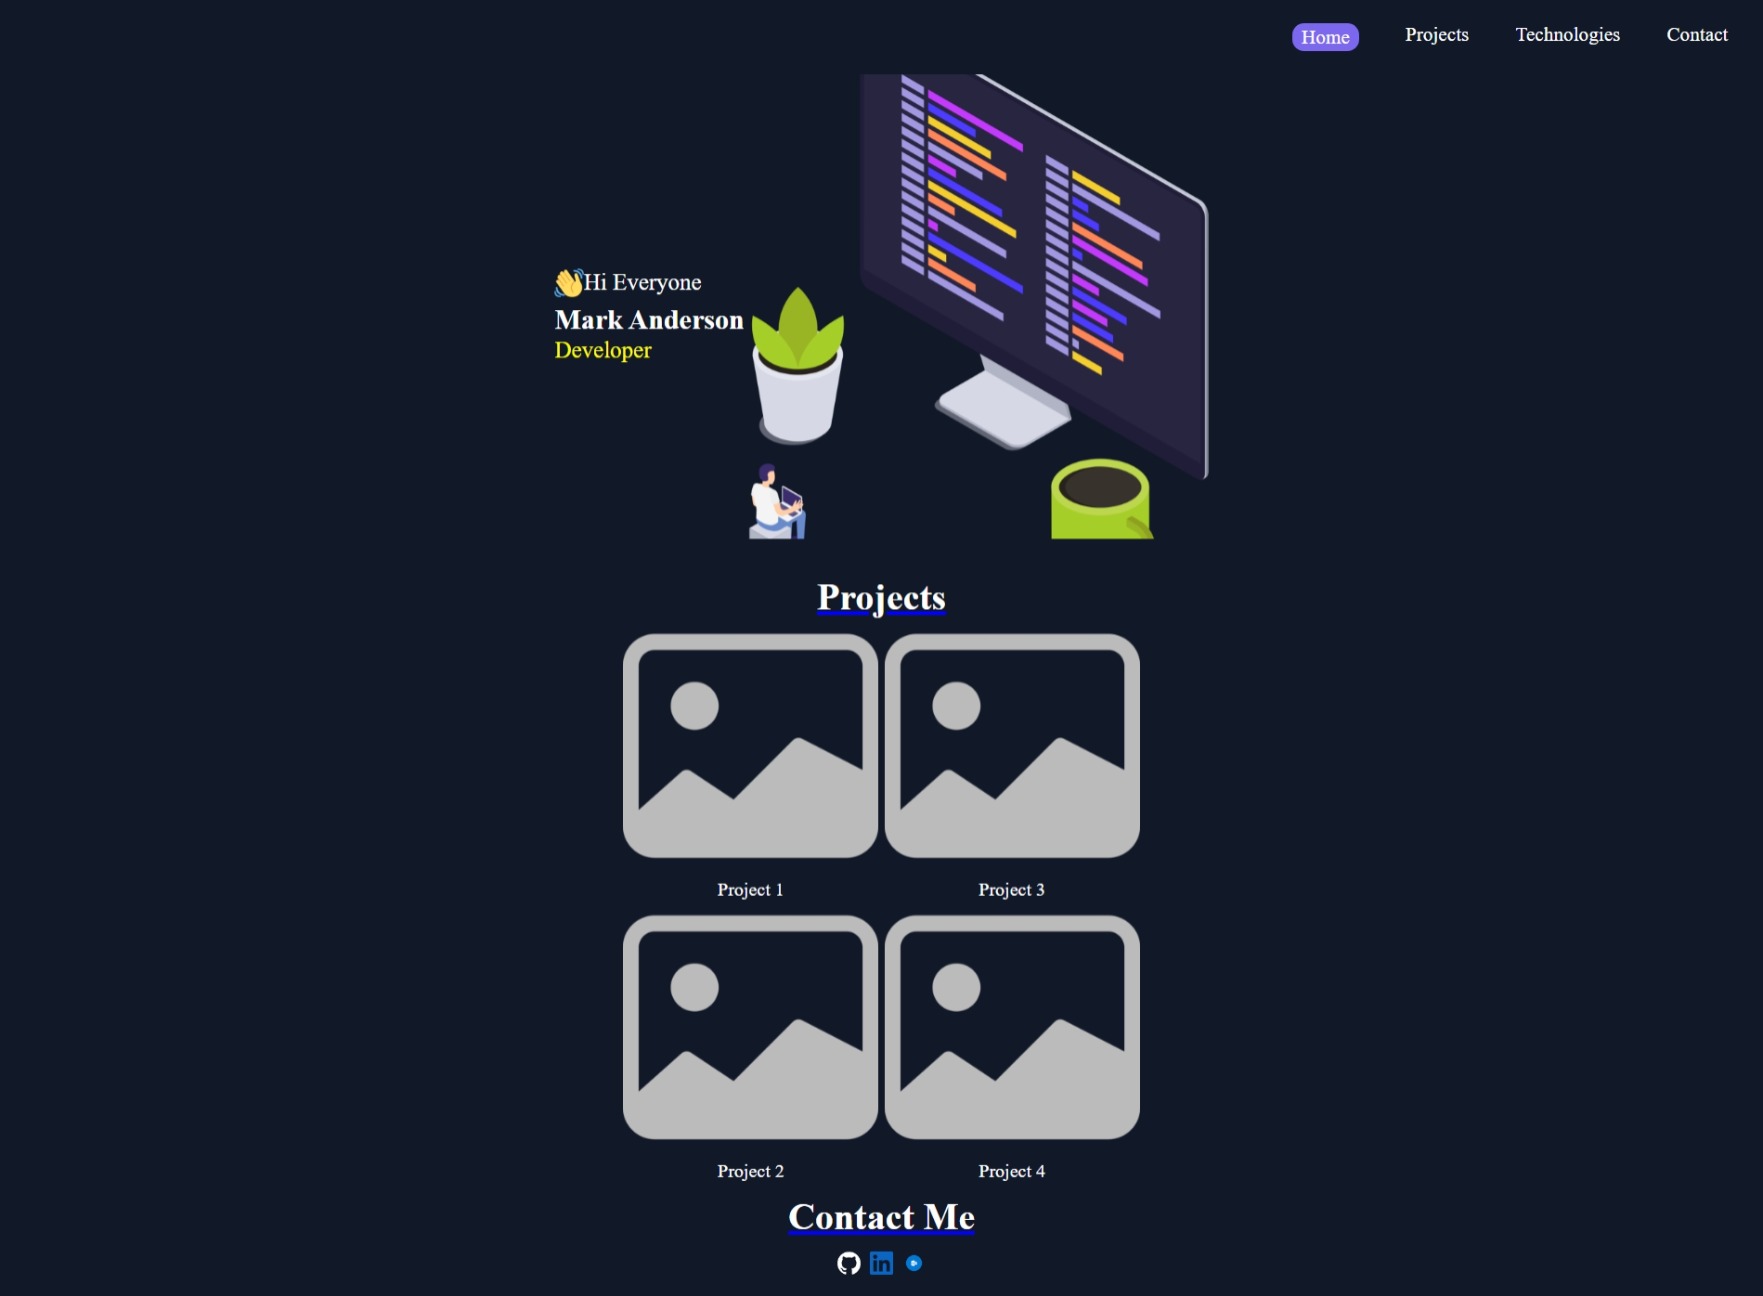 Home Projects Technologies Contact
👋Hi Everyone
Mark Anderson
Developer
Projects
Project 1 Project 3
Project 2 Project 4
Contact Me
in